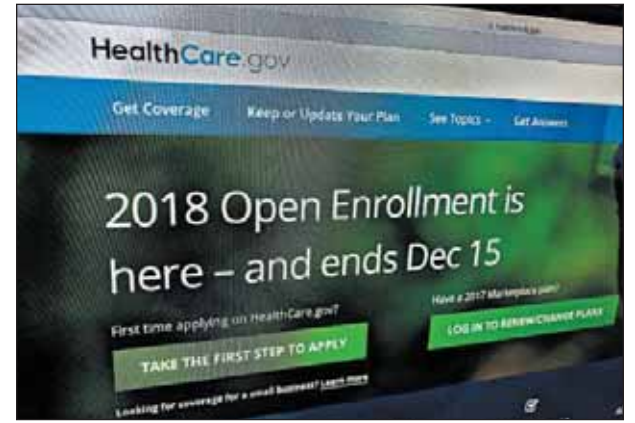 HealthCare.gov
Get Coverage Keep or Update Your Plan See Topics Get Answers
2018 Open Enrollment is
here – and ends Dec 15
First time applying on HealthCare.gov?
Have a 2017 Marketplace plan?
TAKE THE FIRST STEP TO APPLY
LOG IN TO RENEW/CHANGE PLANS
Looking for coverage for a small business? Learn more